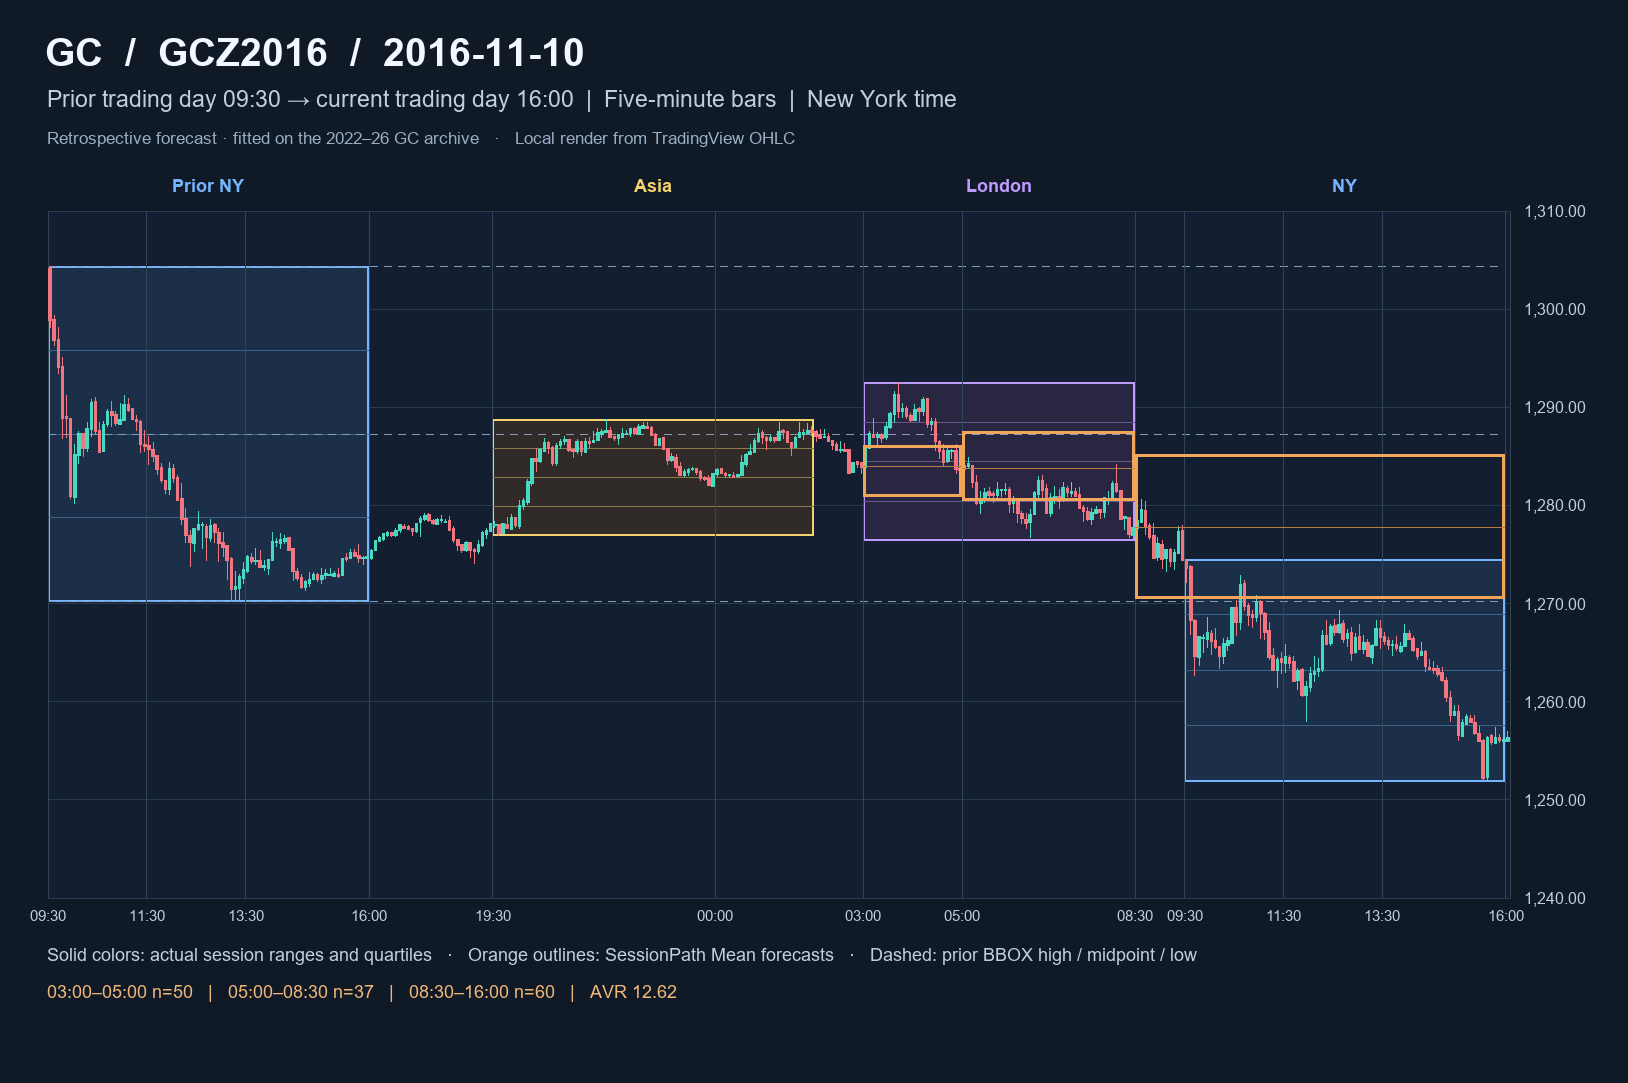 GC / GCZ2016 / 2016-11-10
Prior trading day 09:30 → current trading day 16:00 | Five-minute bars | New York time
Retrospective forecast · fitted on the 2022–26 GC archive · Local render from TradingView OHLC
Prior NY Asia London NY
1,310.00
1,300.00
1,290.00
1,280.00
1,270.00
1,260.00
1,250.00
1,240.00
09:30 11:30 13:30 16:00 19:30 00:00 03:00 05:00 08:30 09:30 11:30 13:30 16:00
Solid colors: actual session ranges and quartiles · Orange outlines: SessionPath Mean forecasts · Dashed: prior BBOX high / midpoint / low
03:00–05:00 n=50 | 05:00–08:30 n=37 | 08:30–16:00 n=60 | AVR 12.62